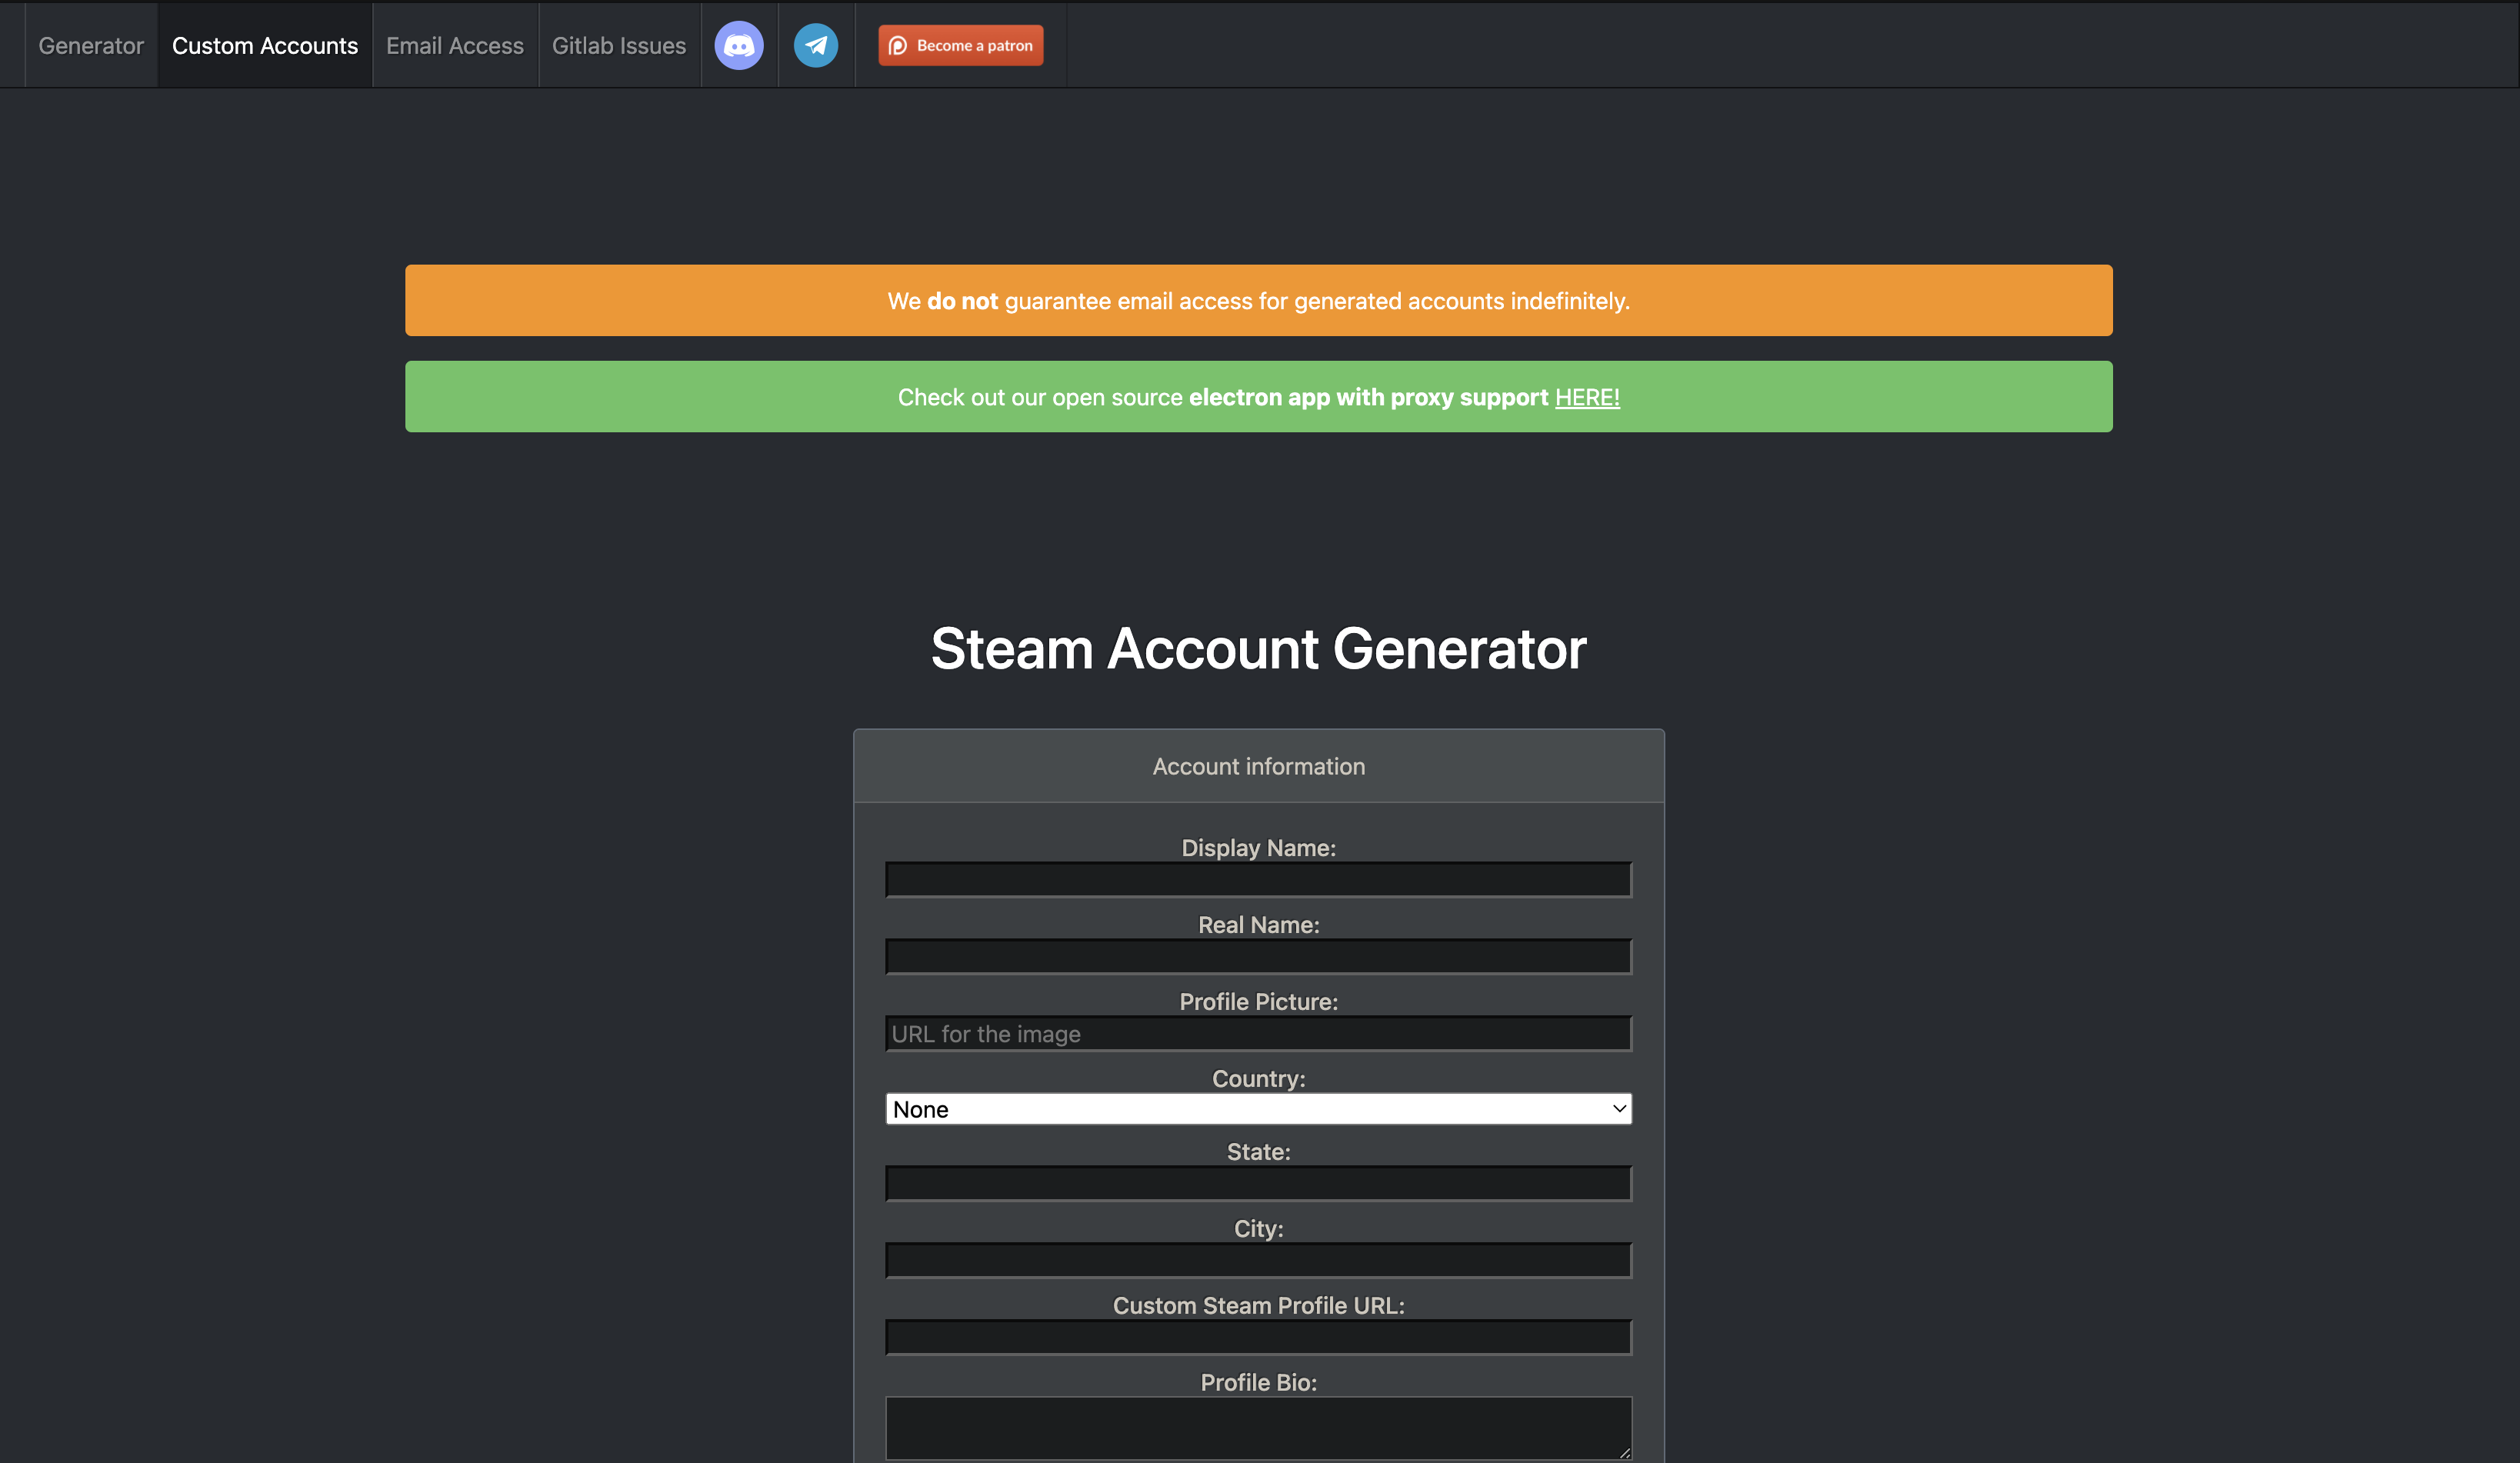 Generator
Custom Accounts
Email Access
Gitlab Issues
Become a patron
We do not guarantee email access for generated accounts indefinitely.
Check out our open source electron app with proxy support HERE!
Steam Account Generator
Account information
Display Name:
Real Name:
Profile Picture:
URL for the image
Country:
None
State:
City:
Custom Steam Profile URL:
Profile Bio: